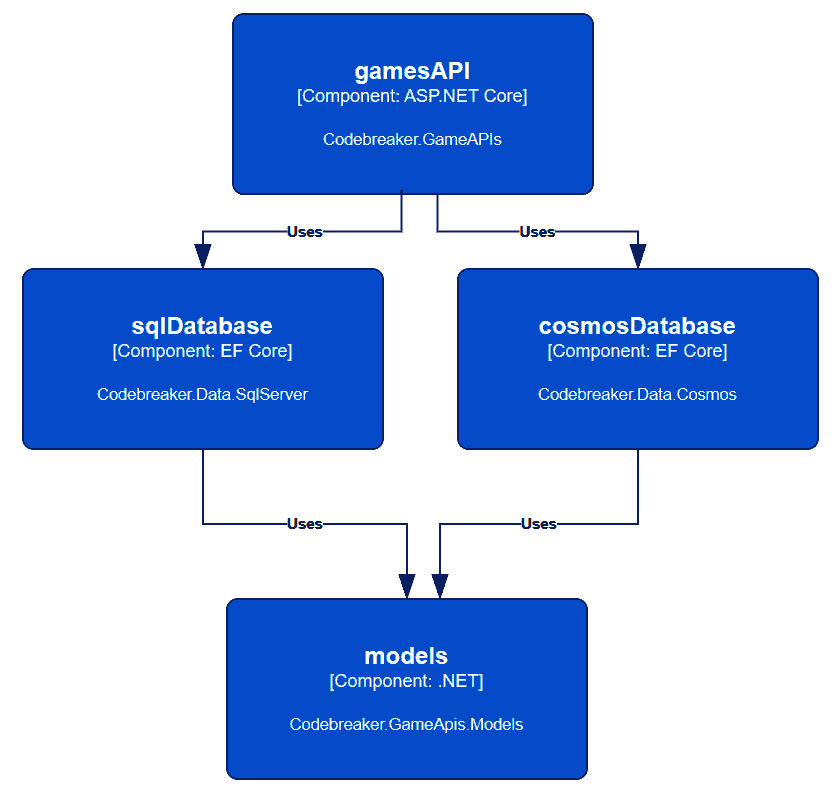 gamesAPI
[Component: ASP.NET Core]
Codebreaker.GameAPIs
Uses
Uses
sqlDatabase
[Component: EF Core]
Codebreaker.Data.SqlServer
cosmosDatabase
[Component: EF Core]
Codebreaker.Data.Cosmos
Uses
Uses
models
[Component: .NET]
Codebreaker.GameApis.Models